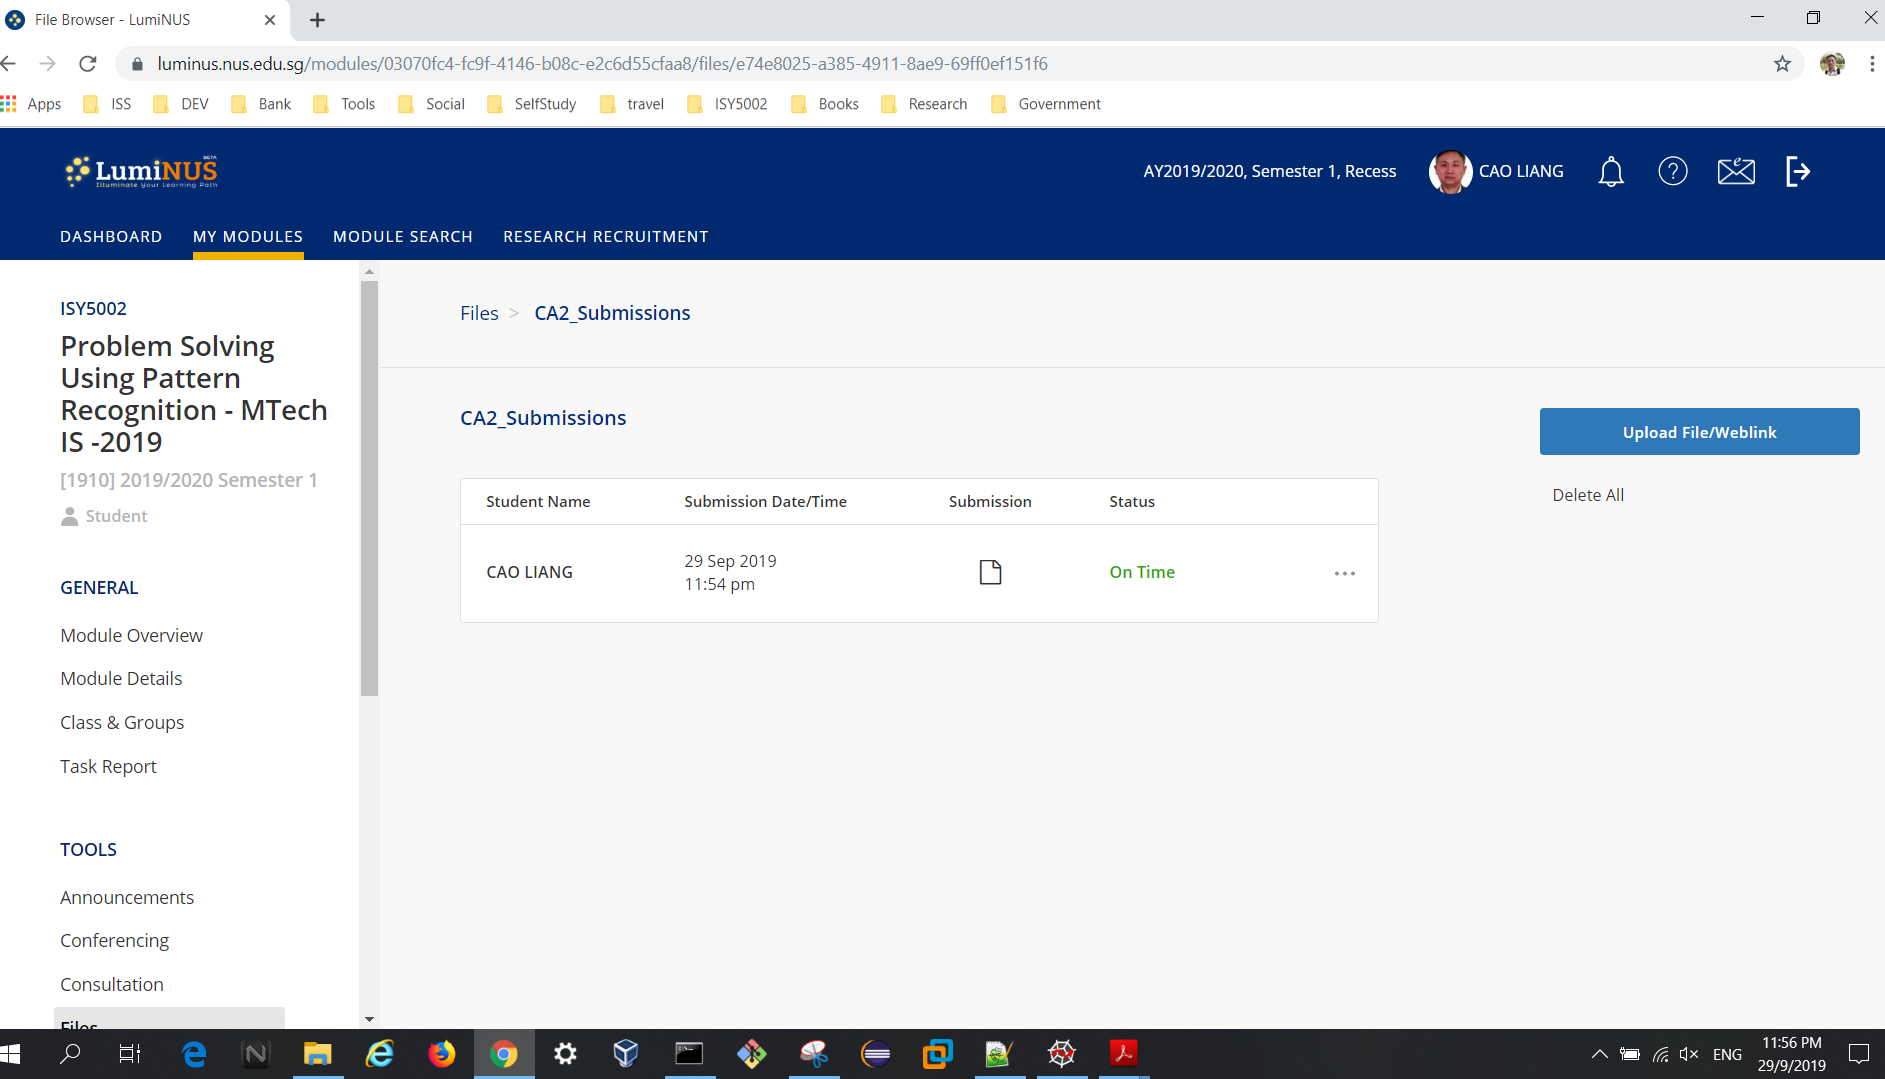 File Browser - LumiNUS
luminus.nus.edu.sg/modules/03070fc4-fc9f-4146-b08c-e2c6d55cfaa8/files/e74e8025-a385-4911-8ae9-69ff0ef151f6
Apps ISS DEV Bank Tools Social SelfStudy travel ISY5002 Books Research Government
LumiNUS BETA
Illuminate your Learning Path
AY2019/2020, Semester 1, Recess CAO LIANG
DASHBOARD MY MODULES MODULE SEARCH RESEARCH RECRUITMENT
ISY5002
Problem Solving
Using Pattern
Recognition - MTech
IS -2019
[1910] 2019/2020 Semester 1
Student
GENERAL
Module Overview
Module Details
Class & Groups
Task Report
TOOLS
Announcements
Conferencing
Consultation
Files
Files > CA2_Submissions
CA2_Submissions
Upload File/Weblink
Delete All
Student Name Submission Date/Time Submission Status
CAO LIANG 29 Sep 2019 On Time ...
11:54 pm
ENG
11:56 PM
29/9/2019